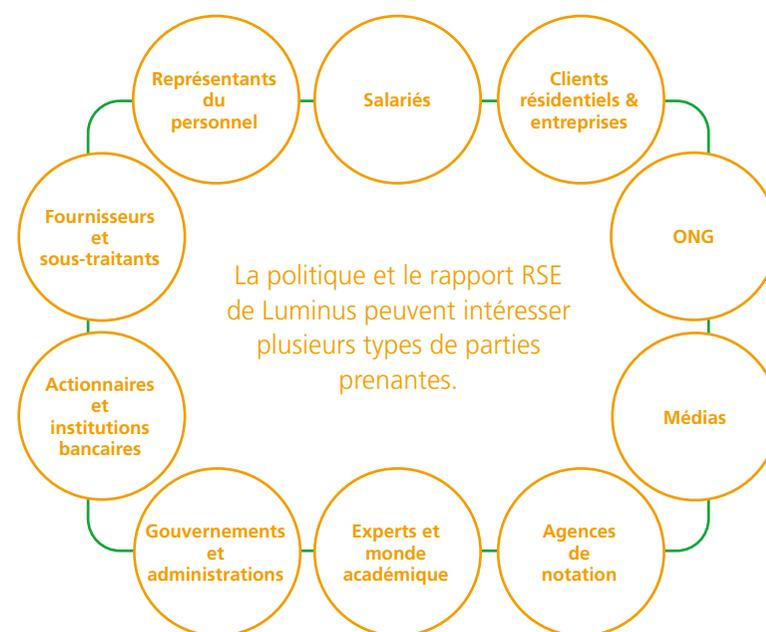 Représentants
du
personnel
Salariés
Clients
résidentiels &
entreprises
Fournisseurs
et
sous-traitants
ONG
La politique et le rapport RSE
de Luminus peuvent intéresser
plusieurs types de parties
prenantes.
Actionnaires
et
institutions
bancaires
Médias
Gouvernements
et
administrations
Experts et
monde
académique
Agences
de
notation